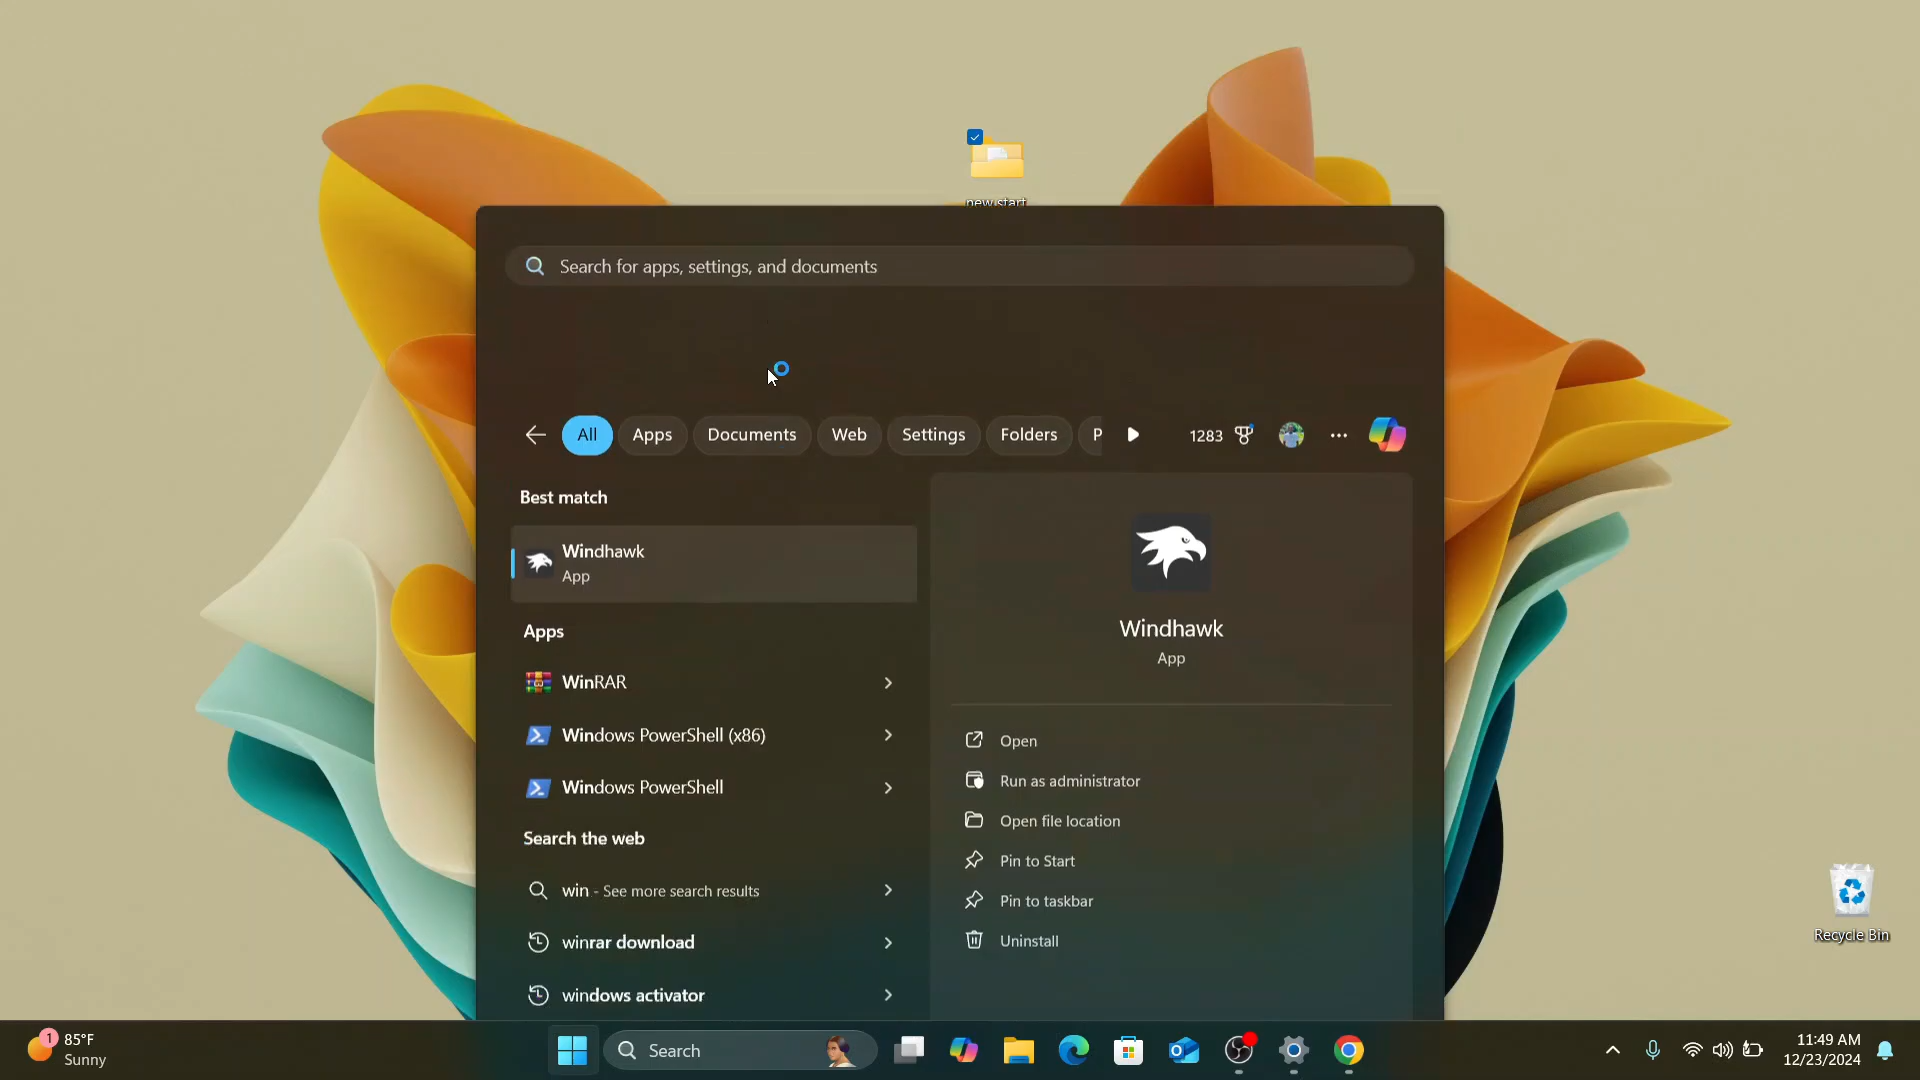 new start
Search for apps, settings, and documents
All Apps Documents Web Settings Folders P 1283
Best match
Windhawk
App
Apps
WinRAR
Windows PowerShell (x86)
Windows PowerShell
Search the web
win - See more search results
winrar download
windows activator
Windhawk
App
Open
Run as administrator
Open file location
Pin to Start
Pin to taskbar
Uninstall
Recycle Bin
1
85°F
Sunny
Search
11:49 AM
12/23/2024